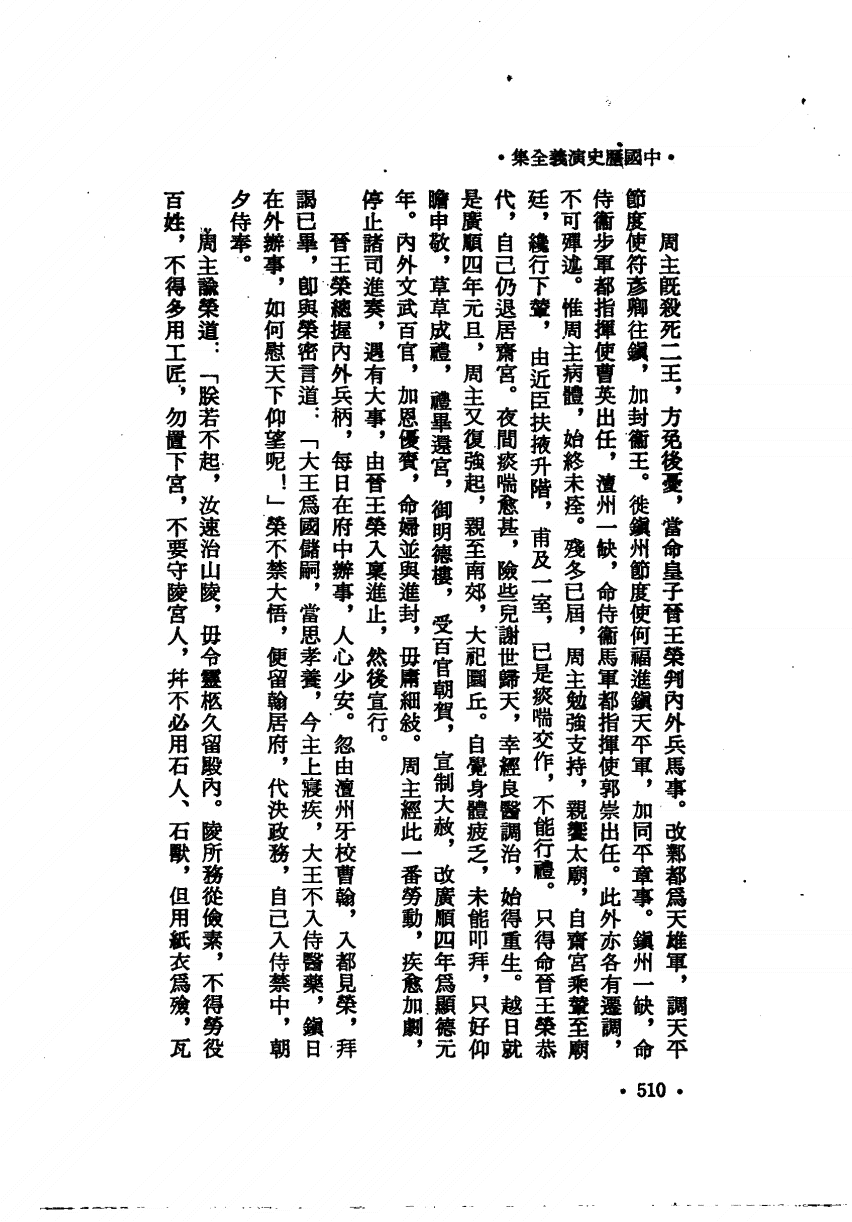 ·中國歷史演義全集·
周主既殺死二王，方免後憂，當命皇子晉王榮判內外兵馬事。改鄴都爲天雄軍，調天平
節度使符彥卿往鎮，加封衞王。徙鎮州節度使何福進鎮天平軍，加同平章事。鎮州一缺，命
侍衞步軍都指揮使曹英出任，澶州一缺，命侍衞馬軍都指揮使郭崇出任。此外亦各有遷調，
不可殫述。惟周主病體，始終未痊。殘冬已屆，周主勉強支持，親饗太廟，自齋宮乘輦至廟
廷，纔行下輦，由近臣扶掖升階，甫及一室，已是痰喘交作，不能行禮。只得命晉王榮恭
代，自己仍退居齋宮。夜間痰喘愈甚，險些兒謝世歸天，幸經良醫調治，始得重生。越日就
是廣順四年元旦，周主又復強起，親至南郊，大祀圜丘。自覺身體疲乏，未能叩拜，只好仰
瞻申敬，草草成禮，禮畢還宮，御明德樓，受百官朝賀，宣制大赦，改廣順四年爲顯德元
年。內外文武百官，加恩優賚，命婦並與進封，毋庸細敍。周主經此一番勞動，疾愈加劇，
停止諸司進奏，遇有大事，由晉王榮入稟進止，然後宣行。
晉王榮總握內外兵柄，每日在府中辦事，人心少安。忽由澶州牙校曹翰，入都見榮，拜
謁已畢，卽與榮密言道：「大王爲國儲嗣，當思孝養，今主上寢疾，大王不入侍醫藥，鎮日
在外辦事，如何慰天下仰望呢！」榮不禁大悟，便留翰居府，代決政務，自己入侍禁中，朝
夕侍奉。
周主諭榮道：「朕若不起，汝速治山陵，毋令靈柩久留殿內。陵所務從儉素，不得勞役
百姓，不得多用工匠，勿置下宮，不要守陵宮人，幷不必用石人、石獸，但用紙衣爲殮，瓦
·510·